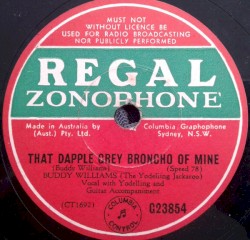 MUST NOT
WITHOUT LICENCE BE
USED FOR RADIO BROADCASTING
NOR PUBLICLY PERFORMED
REGAL
ZONOPHONE
Made in Australia by
(Aust.) Pty. Ltd.
Columbia Graphophone
Sydney, N.S.W.
THAT DAPPLE GREY BRONCHO OF MINE
(Buddy Williams) (Speed 78)
BUDDY WILLIAMS (The Yodelling Jackaroo)
Vocal with Yodelling and
Guitar Accompaniment
COLUMBIA
CONTROL
G23854